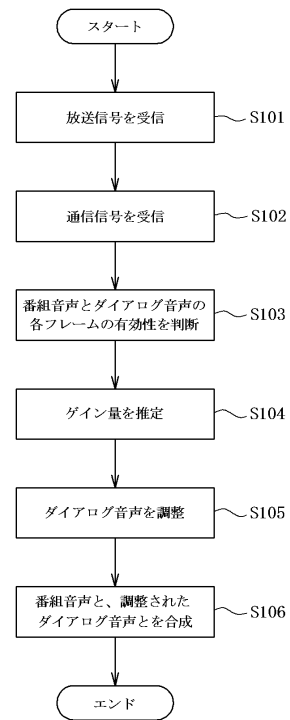 スタート
放送信号を受信
S101
通信信号を受信
S102
番組音声とダイアログ音声の
各フレームの有効性を判断
S103
ゲイン量を推定
S104
ダイアログ音声を調整
S105
番組音声と、調整された
ダイアログ音声とを合成
S106
エンド